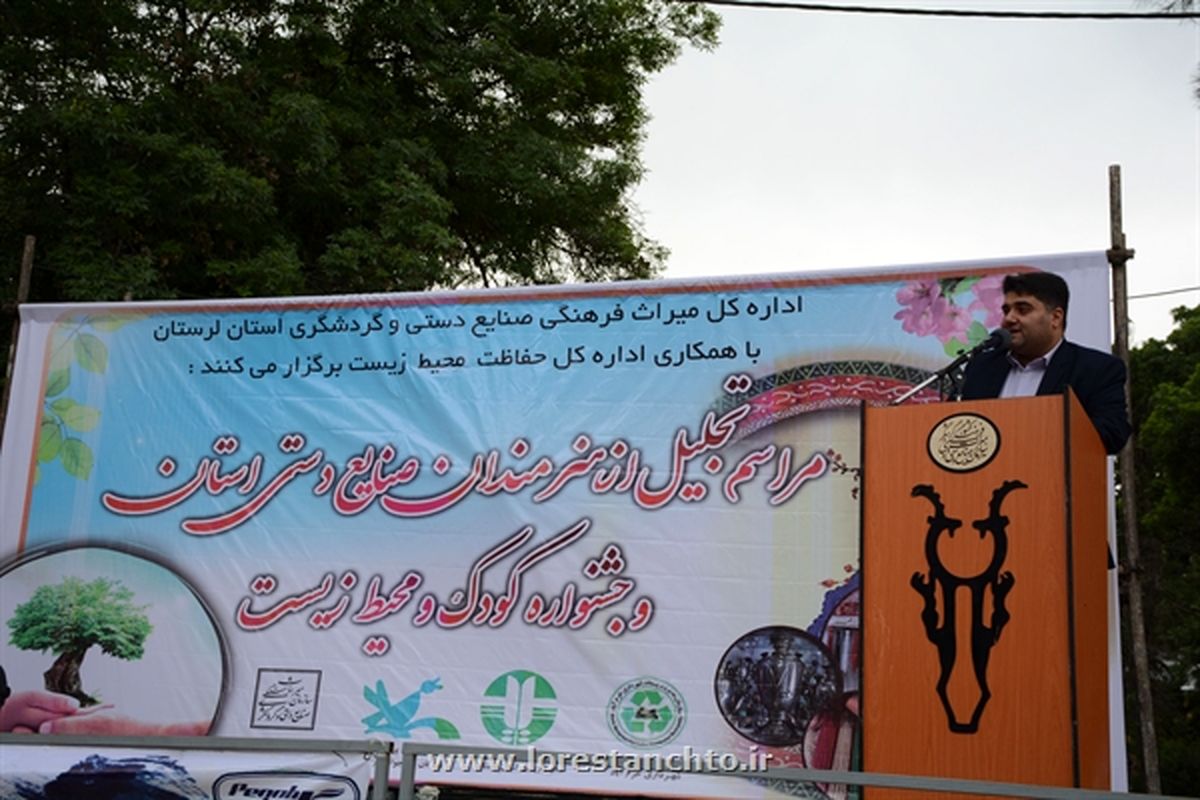 اداره کل میراث فرهنگی صنایع دستی و گردشگری استان لرستان
با همکاری اداره کل حفاظت محیط زیست برگزار می کنند :
مراسم تجلیل از هنرمندان صنایع دستی استان
و جشنواره کودک و محیط زیست
www.lorestanchto.ir